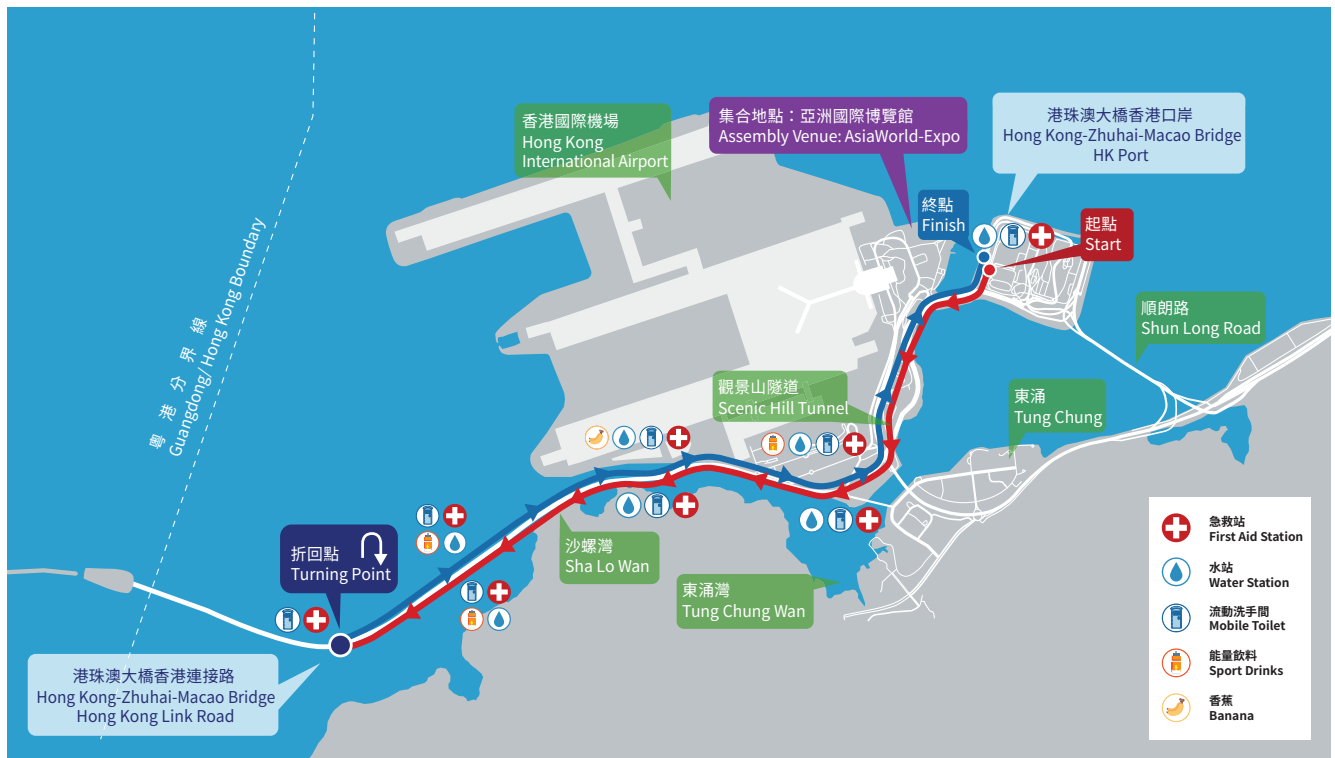 香港國際機場
Hong Kong
International Airport
集合地點：亞洲國際博覽館
Assembly Venue: AsiaWorld-Expo
港珠澳大橋香港口岸
Hong Kong-Zhuhai-Macao Bridge
HK Port
終點
Finish
起點
Start
順朗路
Shun Long Road
粵港分界線
Guangdong/ Hong Kong Boundary
觀景山隧道
Scenic Hill Tunnel
東涌
Tung Chung
折回點
Turning Point
沙螺灣
Sha Lo Wan
東涌灣
Tung Chung Wan
港珠澳大橋香港連接路
Hong Kong-Zhuhai-Macao Bridge
Hong Kong Link Road
急救站
First Aid Station
水站
Water Station
流動洗手間
Mobile Toilet
能量飲料
Sport Drinks
香蕉
Banana